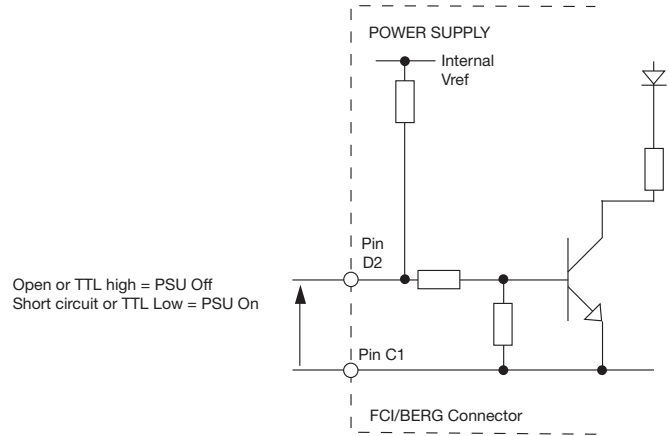 POWER SUPPLY
Internal
Vref
Pin
D2
Open or TTL high = PSU Off
Short circuit or TTL Low = PSU On
Pin C1
FCI/BERG Connector